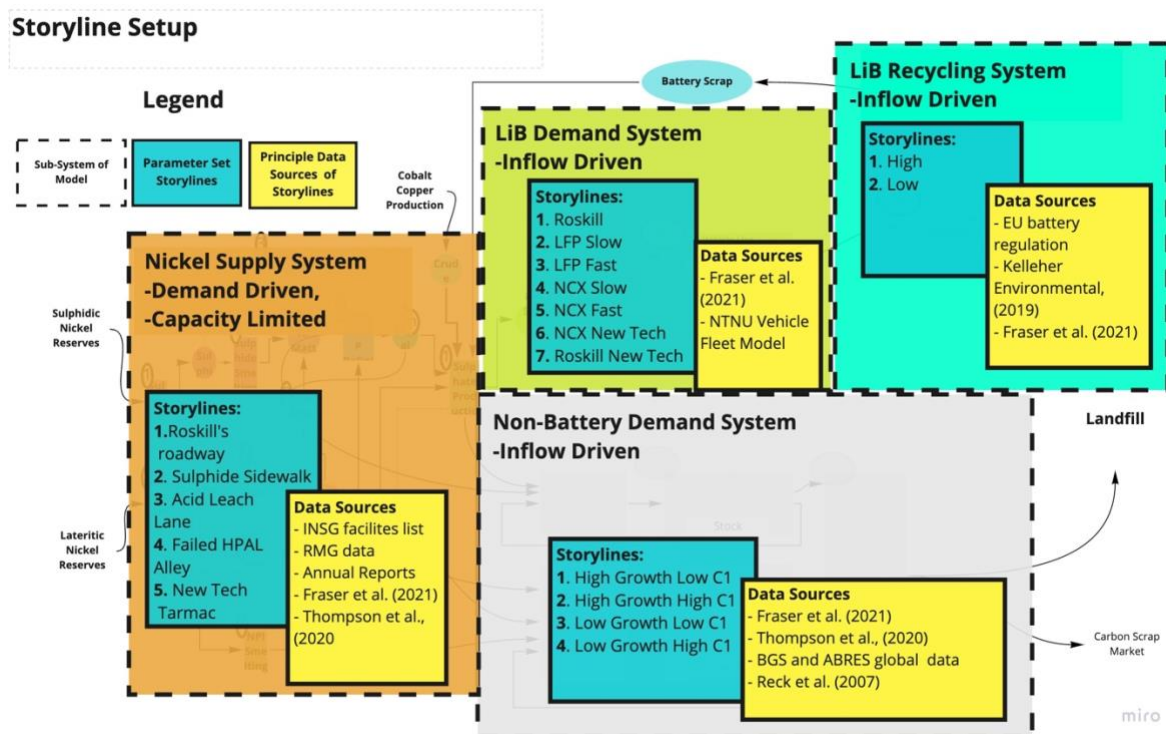 Storyline Setup
Legend
Sub-System of
Model
Parameter Set
Storylines
Principle Data
Sources of
Storylines
Battery Scrap
Cobalt
Copper
Production
Sulphidic
Nickel
Reserves
Lateritic
Nickel
Reserves
Nickel Supply System
-Demand Driven,
-Capacity Limited
Storylines:
1.Roskill's
roadway
2. Sulphide Sidewalk
3. Acid Leach
Lane
4. Failed HPAL
Alley
5. New Tech
Tarmac
Data Sources
- INSG facilites list
- RMG data
- Annual Reports
- Fraser et al. (2021)
- Thompson et al.,
(2020
LiB Demand System
-Inflow Driven
Storylines:
1. Roskill
2. LFP Slow
3. LFP Fast
4. NCX Slow
5. NCX Fast
6. NCX New Tech
7. Roskill New Tech
Data Sources
- Fraser et al.
(2021)
- NTNU Vehicle
Fleet Model
LiB Recycling System
-Inflow Driven
Storylines:
1. High
2. Low
Data Sources
- EU battery
regulation
- Kelleher
Environmental,
(2019)
- Fraser et al. (2021)
Non-Battery Demand System
-Inflow Driven
Stock
Storylines:
1. High Growth Low C1
2. High Growth High C1
3. Low Growth Low C1
4. Low Growth High C1
Data Sources
- Fraser et al. (2021)
- Thompson et al., (2020)
- BGS and ABRES global data
- Reck et al. (2007)
Landfill
Carbon Scrap
Market
miro